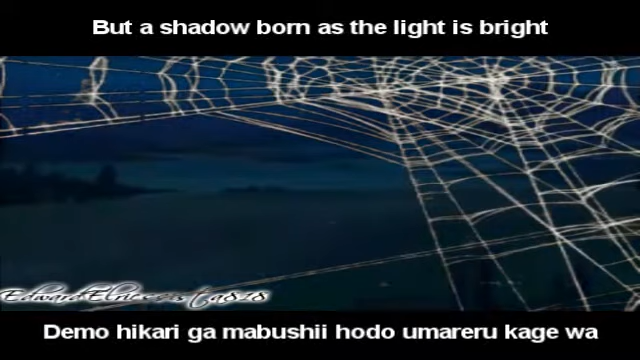 But a shadow born as the light is bright
Demo hikari ga mabushii hodo umareru kage wa